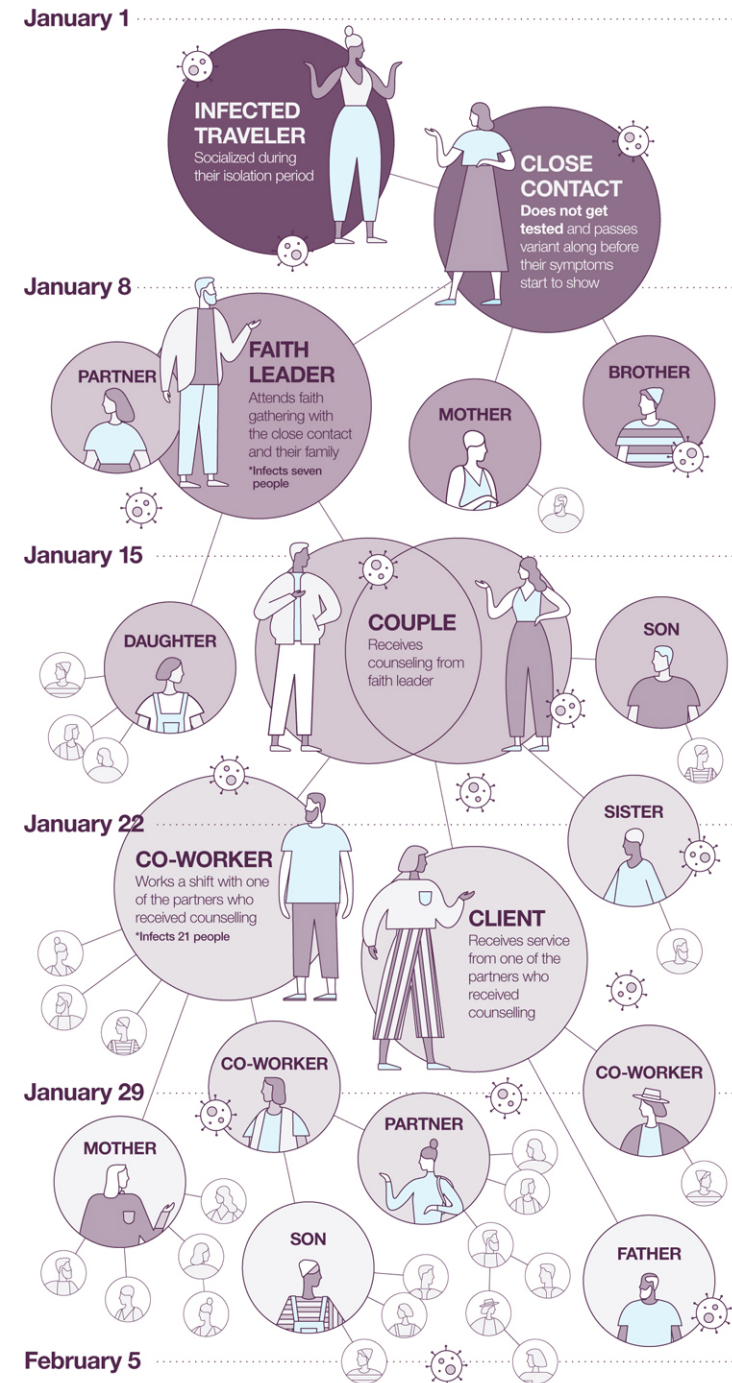 January 1
INFECTED
TRAVELER
Socialized during
their isolation period
CLOSE
CONTACT
Does not get
tested and passes
variant along before
their symptoms
start to show
January 8
PARTNER
FAITH
LEADER
Attends faith
gathering with
the close contact
and their family
*Infects seven
people
MOTHER
BROTHER
January 15
DAUGHTER
COUPLE
Receives
counseling from
faith leader
SON
January 22
CO-WORKER
Works a shift with one
of the partners who
received counselling
*Infects 21 people
SISTER
CLIENT
Receives service
from one of the
partners who
received
counselling
CO-WORKER
CO-WORKER
January 29
MOTHER
PARTNER
SON
FATHER
February 5